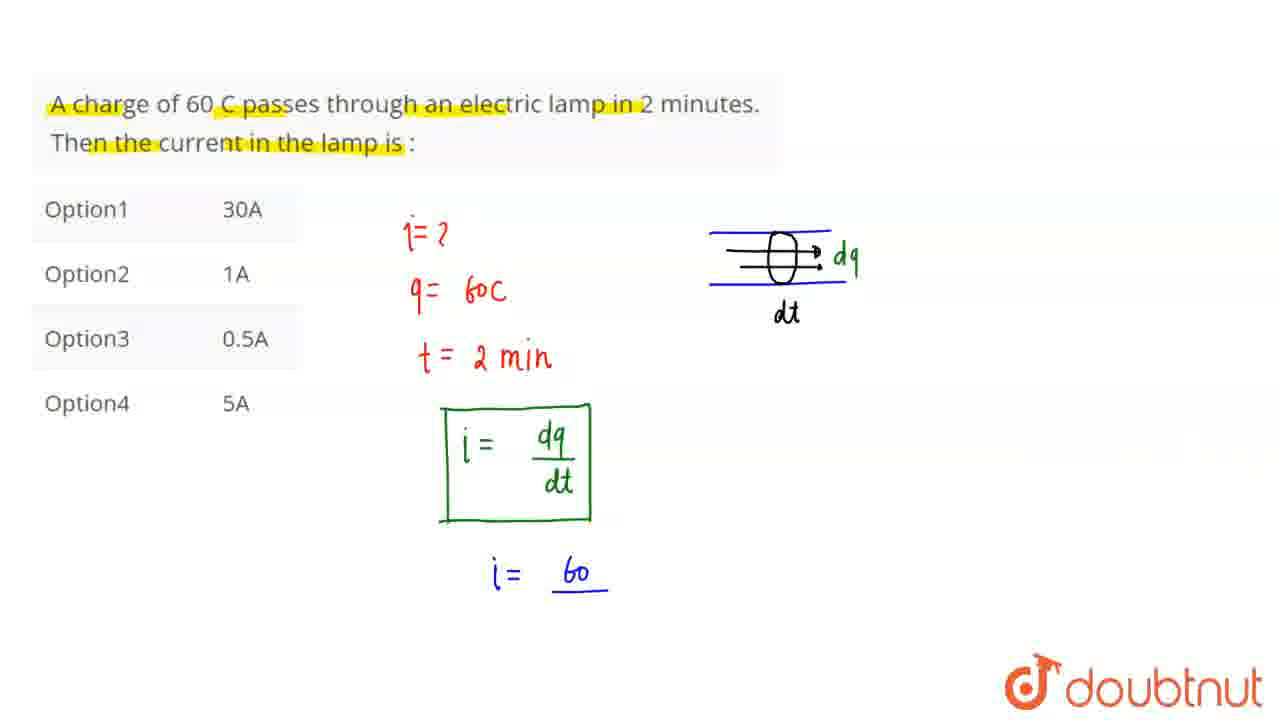 A charge of 60 C passes through an electric lamp in 2 minutes.
Then the current in the lamp is :
Option1 30A
Option2 1A
Option3 0.5A
Option4 5A
i= ?
q= 60C
t= 2 min
i= dq
dt
i= 60
dq
dt
doubtnut